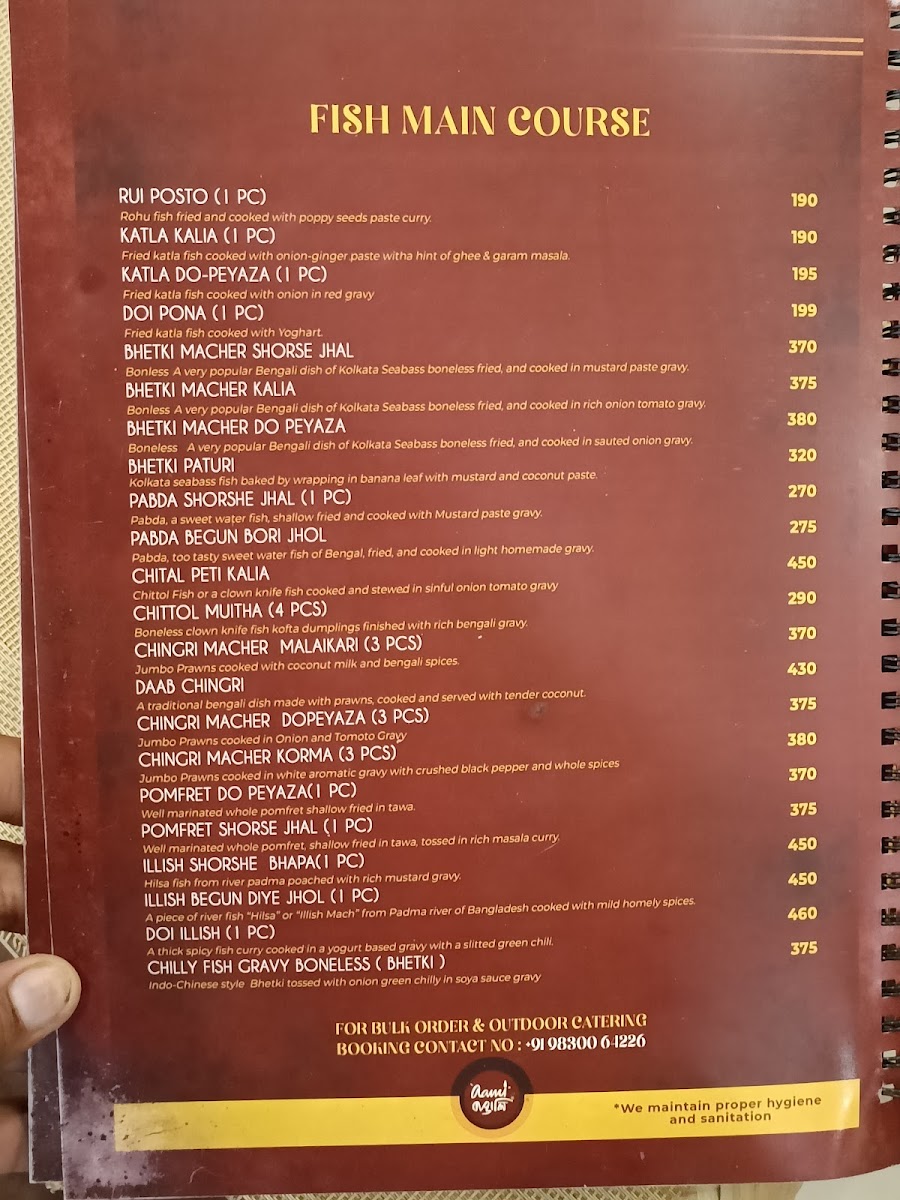 FISH MAIN COURSE
RUI POSTO (1 PC) 190
Rohu fish fried and cooked with poppy seeds paste curry.
KATLA KALIA (1 PC) 190
Fried katla fish cooked with onion-ginger paste witha hint of ghee & garam masala.
KATLA DO-PEYAZA (1 PC) 195
Fried katla fish cooked with onion in red gravy
DOI PONA (1 PC) 199
Fried katla fish cooked with Yoghart.
BHETKI MACHER SHORSE JHAL 370
Bonless A very popular Bengali dish of Kolkata Seabass boneless fried, and cooked in mustard paste gravy.
BHETKI MACHER KALIA 375
Bonless A very popular Bengali dish of Kolkata Seabass boneless fried, and cooked in rich onion tomato gravy.
BHETKI MACHER DO PEYAZA 380
Boneless A very popular Bengali dish of Kolkata Seabass boneless fried, and cooked in sauted onion gravy.
BHETKI PATURI 320
Kolkata seabass fish baked by wrapping in banana leaf with mustard and coconut paste.
PABDA SHORSHE JHAL (1 PC) 270
Pabda, a sweet water fish, shallow fried and cooked with Mustard paste gravy.
PABDA BEGUN BORI JHOL 275
Pabda, too tasty sweet water fish of Bengal, fried, and cooked in light homemade gravy.
CHITAL PETI KALIA 450
Chittol Fish or a clown knife fish cooked and stewed in sinful onion tomato gravy
CHITTOL MUITHA (4 PCS) 290
Boneless clown knife fish kofta dumplings finished with rich bengali gravy.
CHINGRI MACHER MALAIKARI (3 PCS) 370
Jumbo Prawns cooked with coconut milk and bengali spices.
DAAB CHINGRI 430
A traditional bengali dish made with prawns, cooked and served with tender coconut.
CHINGRI MACHER DOPEYAZA (3 PCS) 375
Jumbo Prawns cooked in Onion and Tomoto Gravy
CHINGRI MACHER KORMA (3 PCS) 380
Jumbo Prawns cooked in white aromatic gravy with crushed black pepper and whole spices
POMFRET DO PEYAZA(1 PC) 370
Well marinated whole pomfret shallow fried in tawa.
POMFRET SHORSE JHAL (1 PC) 375
Well marinated whole pomfret, shallow fried in tawa, tossed in rich masala curry.
ILLISH SHORSHE BHAPA(1 PC) 450
Hilsa fish from river padma poached with rich mustard gravy.
ILLISH BEGUN DIYE JHOL (1 PC) 450
A piece of river fish "Hilsa" or "Illish Mach" from Padma river of Bangladesh cooked with mild homely spices.
DOI ILLISH (1 PC) 460
A thick spicy fish curry cooked in a yogurt based gravy with a slitted green chill.
CHILLY FISH GRAVY BONELESS ( BHETKI ) 375
Indo-Chinese style Bhetki tossed with onion green chilly in soya sauce gravy
FOR BULK ORDER & OUTDOOR CATERING
BOOKING CONTACT NO : +91 98300 64226
*We maintain proper hygiene
and sanitation